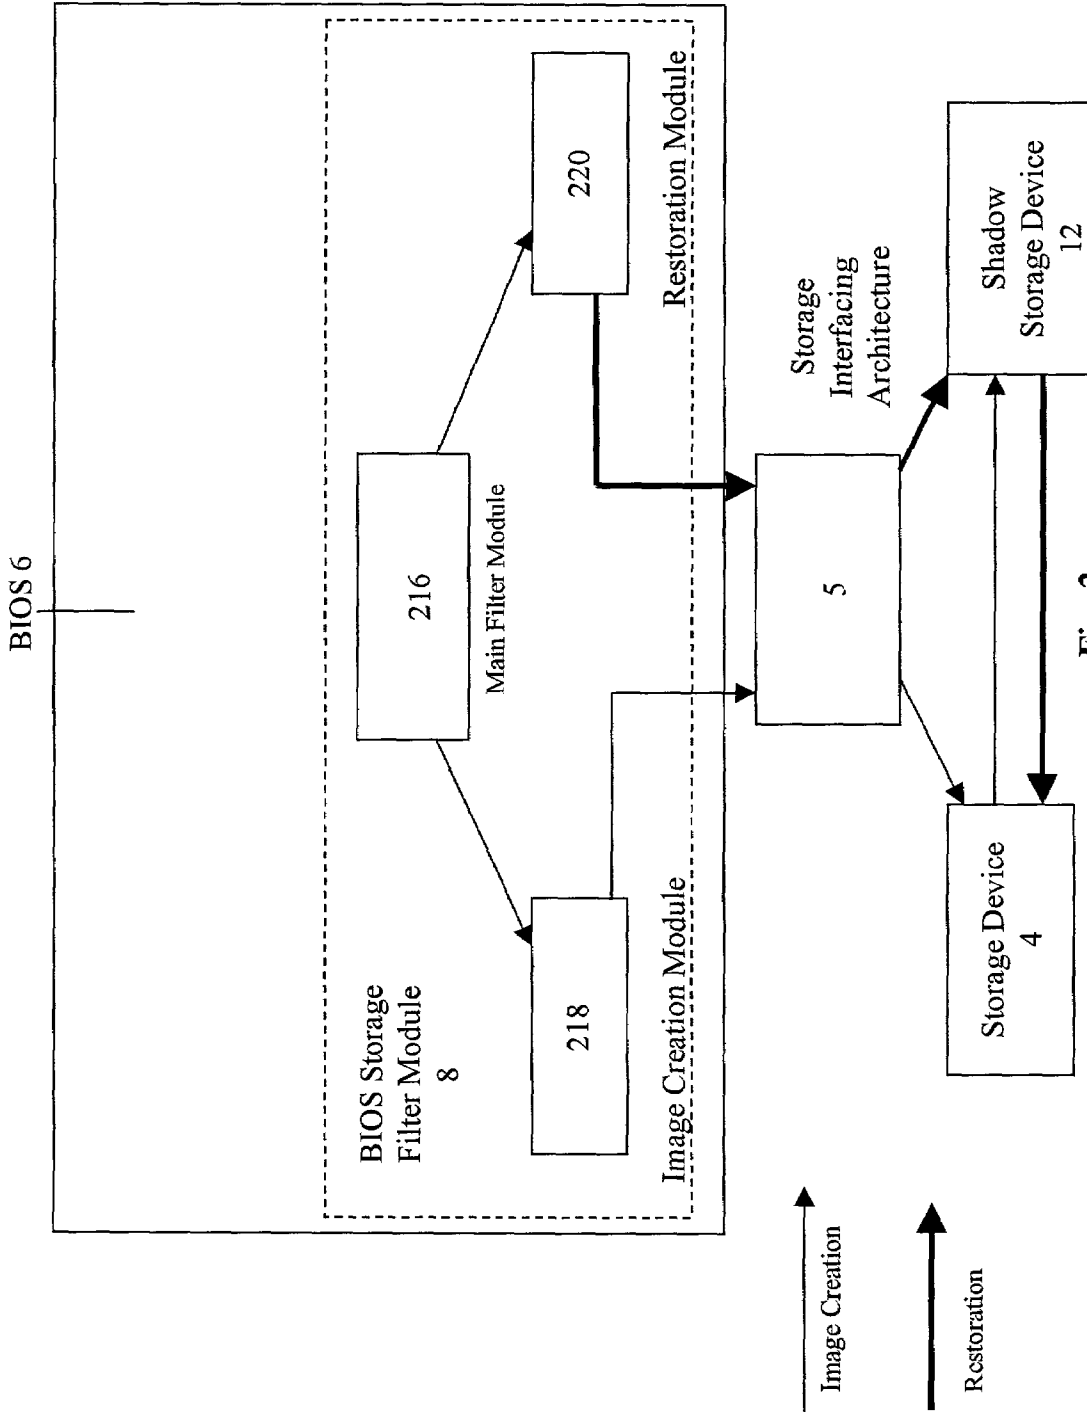 BIOS 6
BIOS Storage
Filter Module
8
216
Main Filter Module
218
220
Image Creation Module
Restoration Module
5
Storage
Interfacing
Architecture
Storage Device
4
Shadow
Storage Device
12
Image Creation
Restoration